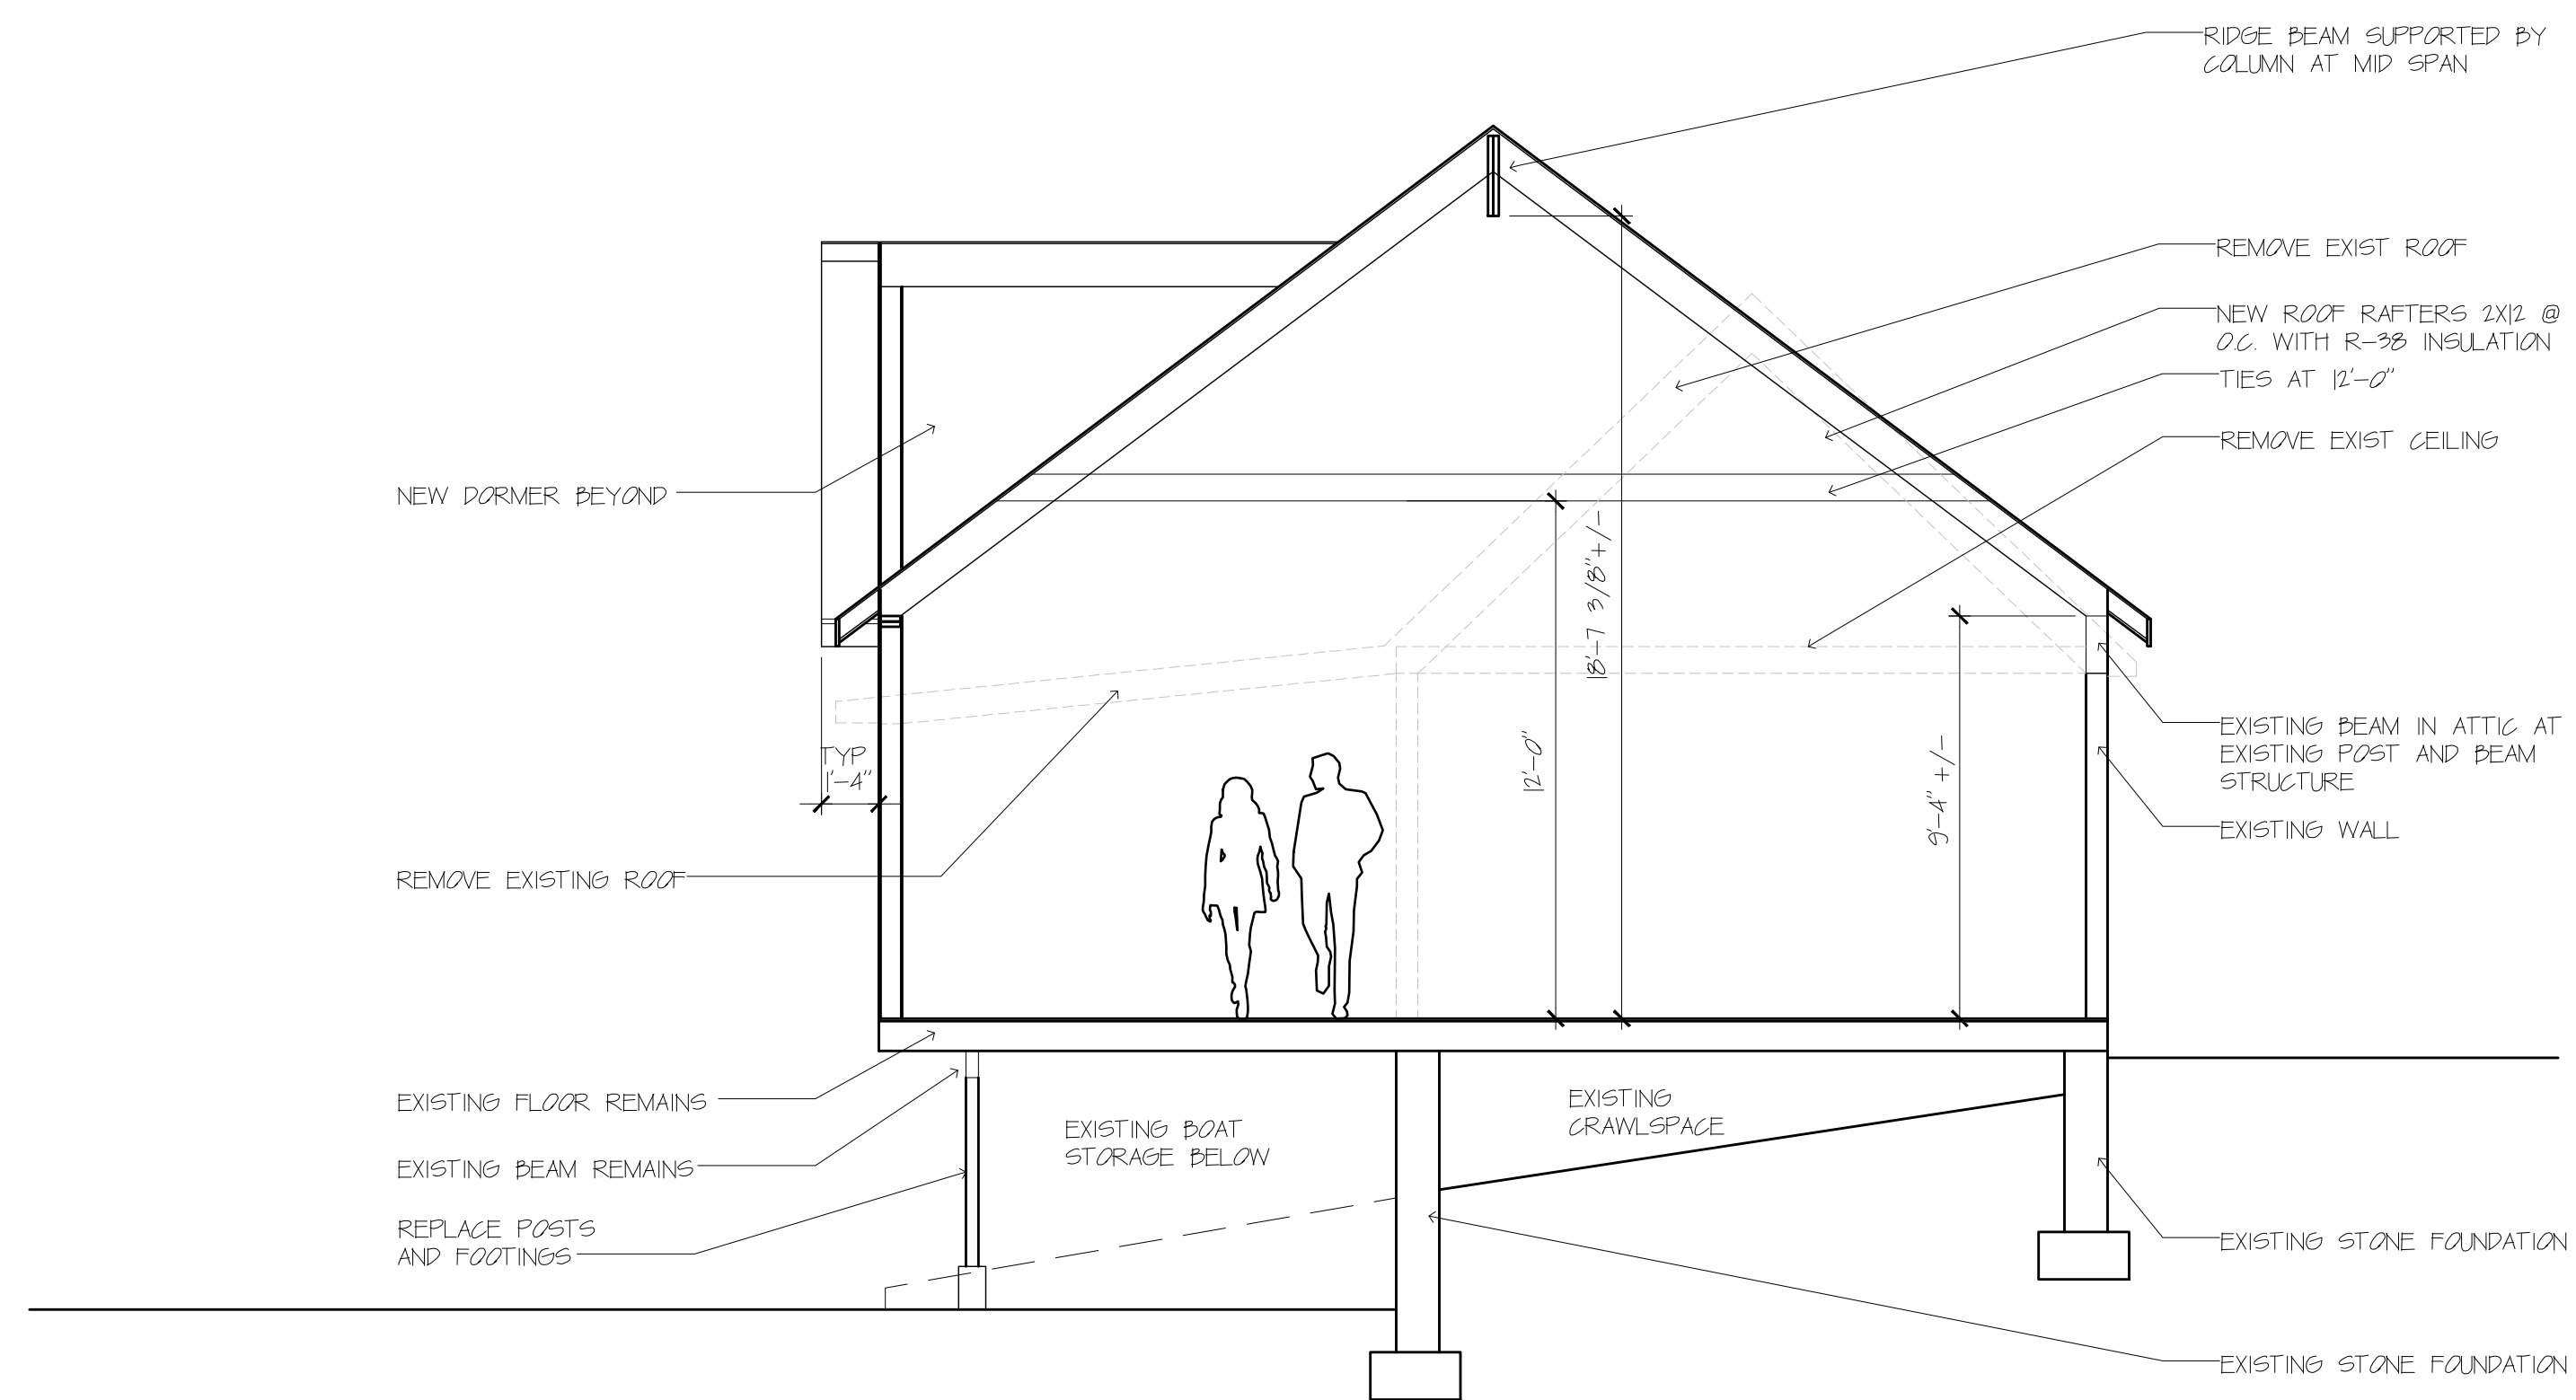 RIDGE BEAM SUPPORTED BY
COLUMN AT MID SPAN
REMOVE EXIST ROOF
NEW ROOF RAFTERS 2X12 @
O.C. WITH R-38 INSULATION
TIES AT 12'-0"
REMOVE EXIST CEILING
NEW DORMER BEYOND
18'-7 3/8"+/-
12'-0"
9'-4" +/-
TYP
1'-4"
EXISTING BEAM IN ATTIC AT
EXISTING POST AND BEAM
STRUCTURE
EXISTING WALL
REMOVE EXISTING ROOF
EXISTING FLOOR REMAINS
EXISTING BEAM REMAINS
REPLACE POSTS
AND FOOTINGS
EXISTING BOAT
STORAGE BELOW
EXISTING
CRAWLSPACE
EXISTING STONE FOUNDATION
EXISTING STONE FOUNDATION